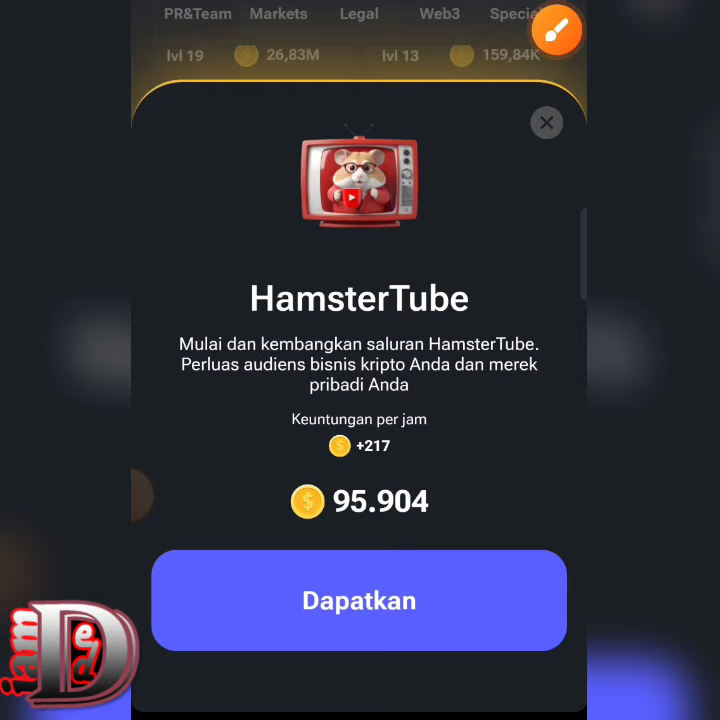 PR&Team Markets Legal Web3 Special
lvl 19 26,83M lvl 13 159,84K
HamsterTube
Mulai dan kembangkan saluran HamsterTube.
Perluas audiens bisnis kripto Anda dan merek
pribadi Anda
Keuntungan per jam
+217
95.904
Dapatkan